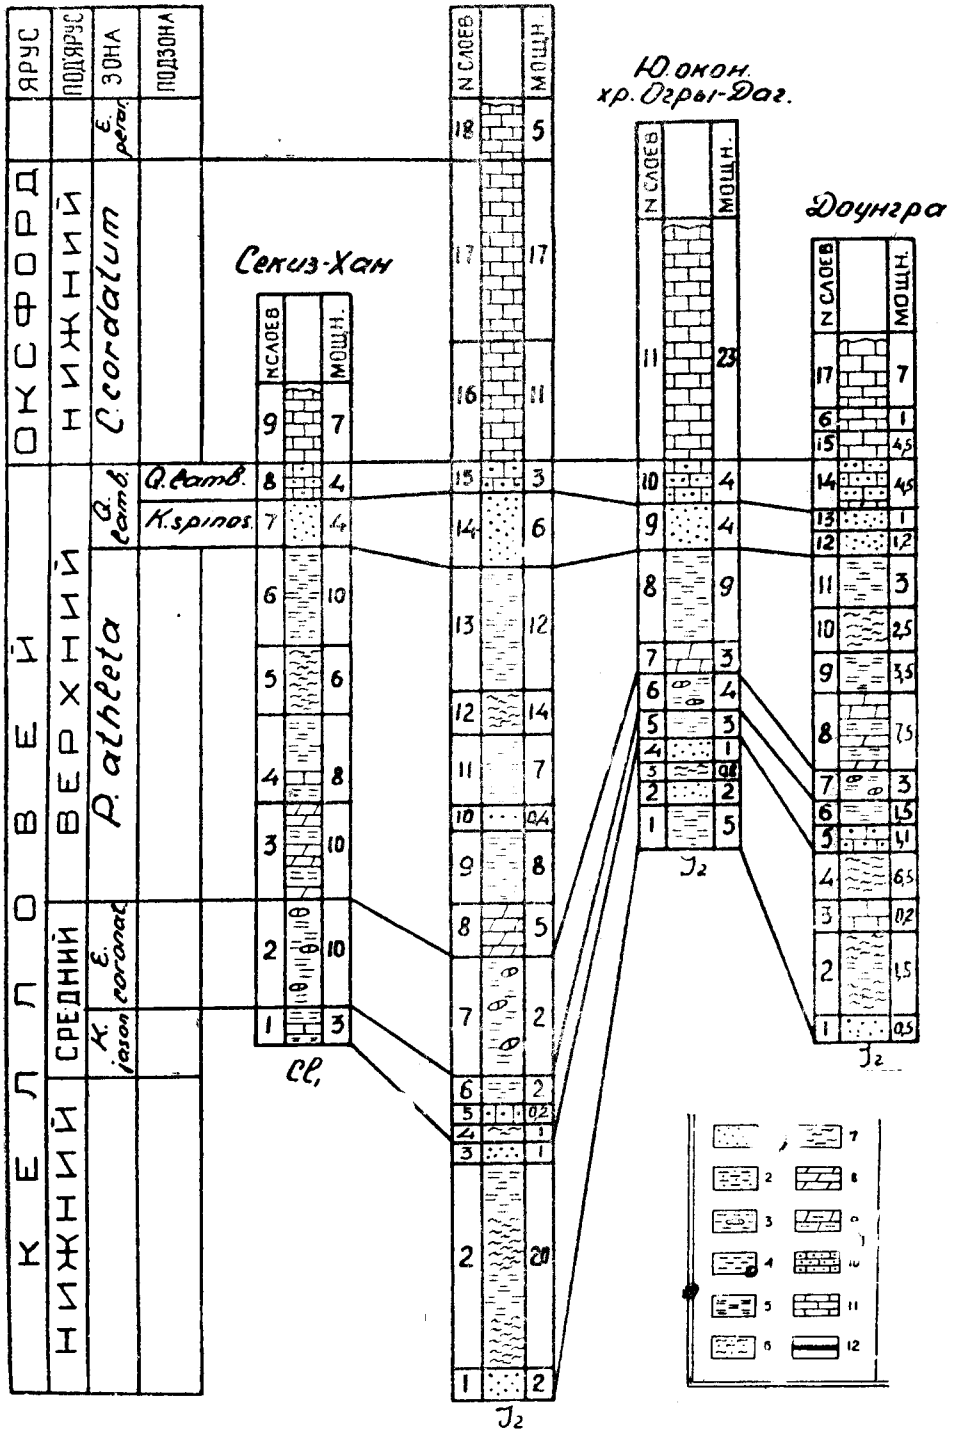 ЯРУС
ПОДЪЯРУС
ЗОНА
ПОДЗОНА
ОКСФОРД
НИЖНИЙ
E. perar.
C. cordatum
КЕЛЛОВЕЙ
ВЕРХНИЙ
Q. lamb.
Q. lamb.
K. spinos.
P. athleta
СРЕДНИЙ
E. coronat.
K. jason
НИЖНИЙ
Секиз-Хан
N СЛОЕВ
МОЩН.
9 7
8 4
7 4
6 10
5 6
4 8
3 10
2 10
1 3
Cl₁
N СЛОЕВ
МОЩН.
18 5
17 17
16 11
15 3
14 6
13 12
12 14
11 7
10 0,4
9 8
8 5
7 2
6 2
5 0,2
4 1
3 1
2 20
1 2
J₂
Ю. окон.
хр. Огры-Даг.
N СЛОЕВ
МОЩН.
11 23
10 4
9 4
8 9
7 3
6 4
5 3
4 1
3 0,8
2 2
1 5
J₂
Доунгра
N СЛОЕВ
МОЩН.
17 7
6 1
15 4,5
14 4,5
13 1
12 1,2
11 3
10 2,5
9 3,5
8 7,5
7 3
6 1,5
5 1,1
4 6,5
3 0,2
2 1,5
1 0,5
J₂
7
2 8
3
4 10
5 11
6 12